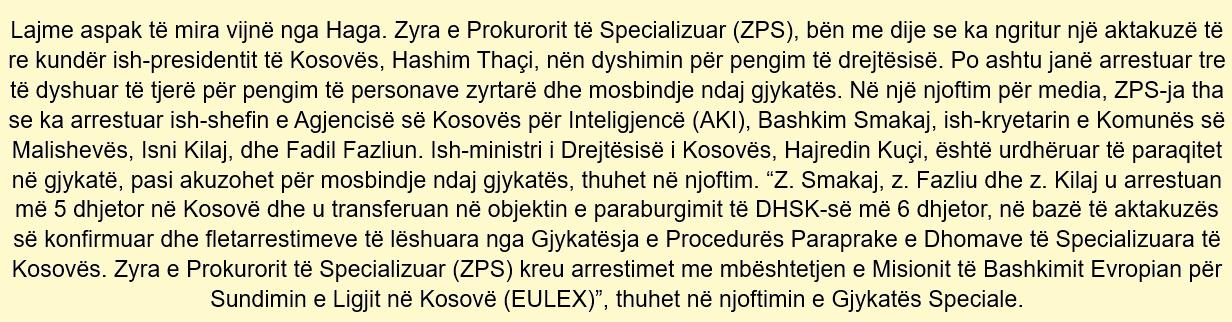 Lajme aspak të mira vijnë nga Haga. Zyra e Prokurorit të Specializuar (ZPS), bën me dije se ka ngritur një aktakuzë të
re kundër ish-presidentit të Kosovës, Hashim Thaçi, nën dyshimin për pengim të drejtësisë. Po ashtu janë arrestuar tre
të dyshuar të tjerë për pengim të personave zyrtarë dhe mosbindje ndaj gjykatës. Në një njoftim për media, ZPS-ja tha
se ka arrestuar ish-shefin e Agjencisë së Kosovës për Inteligjencë (AKI), Bashkim Smakaj, ish-kryetarin e Komunës së
Malishevës, Isni Kilaj, dhe Fadil Fazliun. Ish-ministri i Drejtësisë i Kosovës, Hajredin Kuçi, është urdhëruar të paraqitet
në gjykatë, pasi akuzohet për mosbindje ndaj gjykatës, thuhet në njoftim. “Z. Smakaj, z. Fazliu dhe z. Kilaj u arrestuan
më 5 dhjetor në Kosovë dhe u transferuan në objektin e paraburgimit të DHSK-së më 6 dhjetor, në bazë të aktakuzës
së konfirmuar dhe fletarrestimeve të lëshuara nga Gjykatësja e Procedurës Paraprake e Dhomave të Specializuara të
Kosovës. Zyra e Prokurorit të Specializuar (ZPS) kreu arrestimet me mbështetjen e Misionit të Bashkimit Evropian për
Sundimin e Ligjit në Kosovë (EULEX)”, thuhet në njoftimin e Gjykatës Speciale.